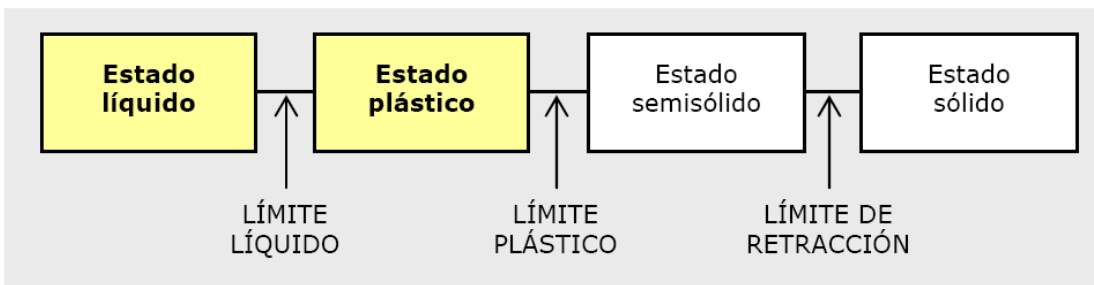 Estado
líquido
Estado
plástico
Estado
semisólido
Estado
sólido
LÍMITE
LÍQUIDO
LÍMITE
PLÁSTICO
LÍMITE DE
RETRACCIÓN